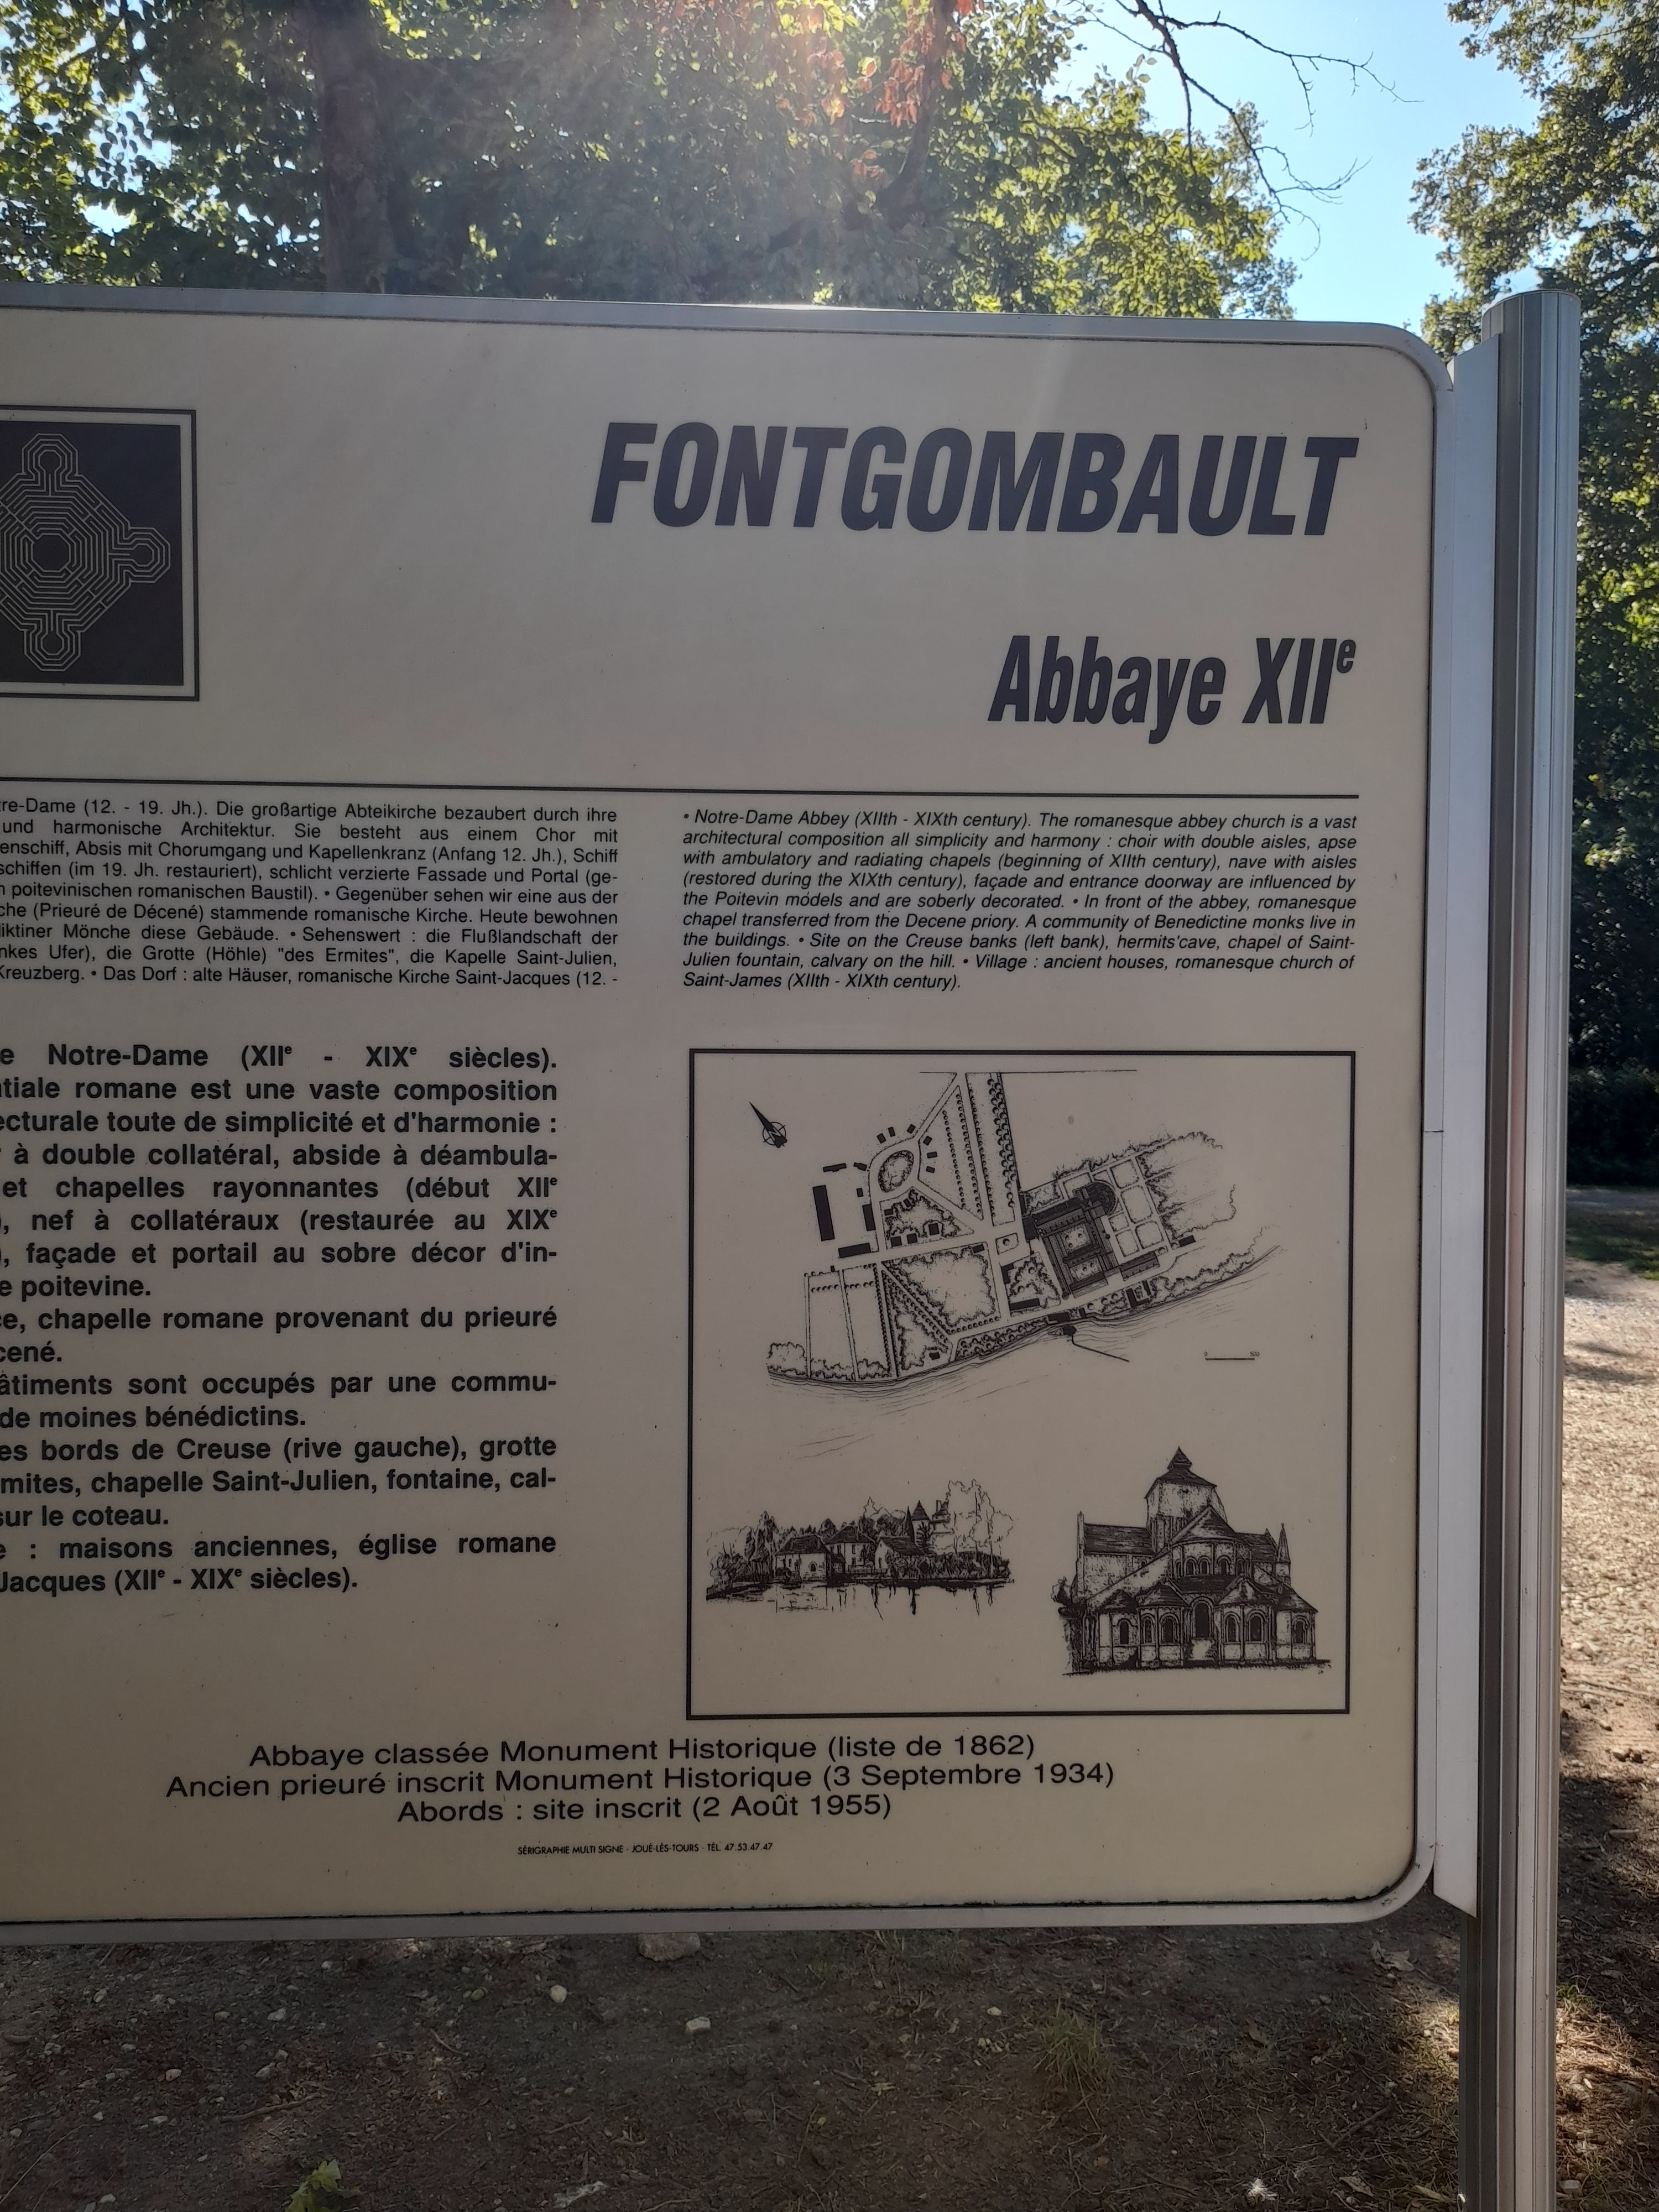 FONTGOMBAULT
Abbaye XIIe
tre-Dame (12. - 19. Jh.). Die großartige Abteikirche bezaubert durch ihre
und harmonische Architektur. Sie besteht aus einem Chor mit
enschiff, Absis mit Chorumgang und Kapellenkranz (Anfang 12. Jh.), Schiff
schiffen (im 19. Jh. restauriert), schlicht verzierte Fassade und Portal (ge-
n poitevinischen romanischen Baustil). • Gegenüber sehen wir eine aus der
che (Prieuré de Décené) stammende romanische Kirche. Heute bewohnen
diktiner Mönche diese Gebäude. • Sehenswert : die Flußlandschaft der
nkes Ufer), die Grotte (Höhle) "des Ermites", die Kapelle Saint-Julien,
Kreuzberg. • Das Dorf : alte Häuser, romanische Kirche Saint-Jacques (12. -
• Notre-Dame Abbey (XIIth - XIXth century). The romanesque abbey church is a vast
architectural composition all simplicity and harmony : choir with double aisles, apse
with ambulatory and radiating chapels (beginning of XIIth century), nave with aisles
(restored during the XIXth century), façade and entrance doorway are influenced by
the Poitevin models and are soberly decorated. • In front of the abbey, romanesque
chapel transferred from the Decene priory. A community of Benedictine monks live in
the buildings. • Site on the Creuse banks (left bank), hermits'cave, chapel of Saint-
Julien fountain, calvary on the hill. • Village : ancient houses, romanesque church of
Saint-James (XIIth - XIXth century).
e Notre-Dame (XIIe - XIXe siècles).
tiale romane est une vaste composition
ecturale toute de simplicité et d'harmonie :
à double collatéral, abside à déambula-
et chapelles rayonnantes (début XIIe
), nef à collatéraux (restaurée au XIXe
), façade et portail au sobre décor d'in-
e poitevine.
ce, chapelle romane provenant du prieuré
cené.
âtiments sont occupés par une commu-
de moines bénédictins.
es bords de Creuse (rive gauche), grotte
mites, chapelle Saint-Julien, fontaine, cal-
sur le coteau.
e : maisons anciennes, église romane
Jacques (XIIe - XIXe siècles).
Abbaye classée Monument Historique (liste de 1862)
Ancien prieuré inscrit Monument Historique (3 Septembre 1934)
Abords : site inscrit (2 Août 1955)
SÉRIGRAPHIE MULTI SIGNE - JOUÉ-LÈS-TOURS - TÉL. 47.53.47.47